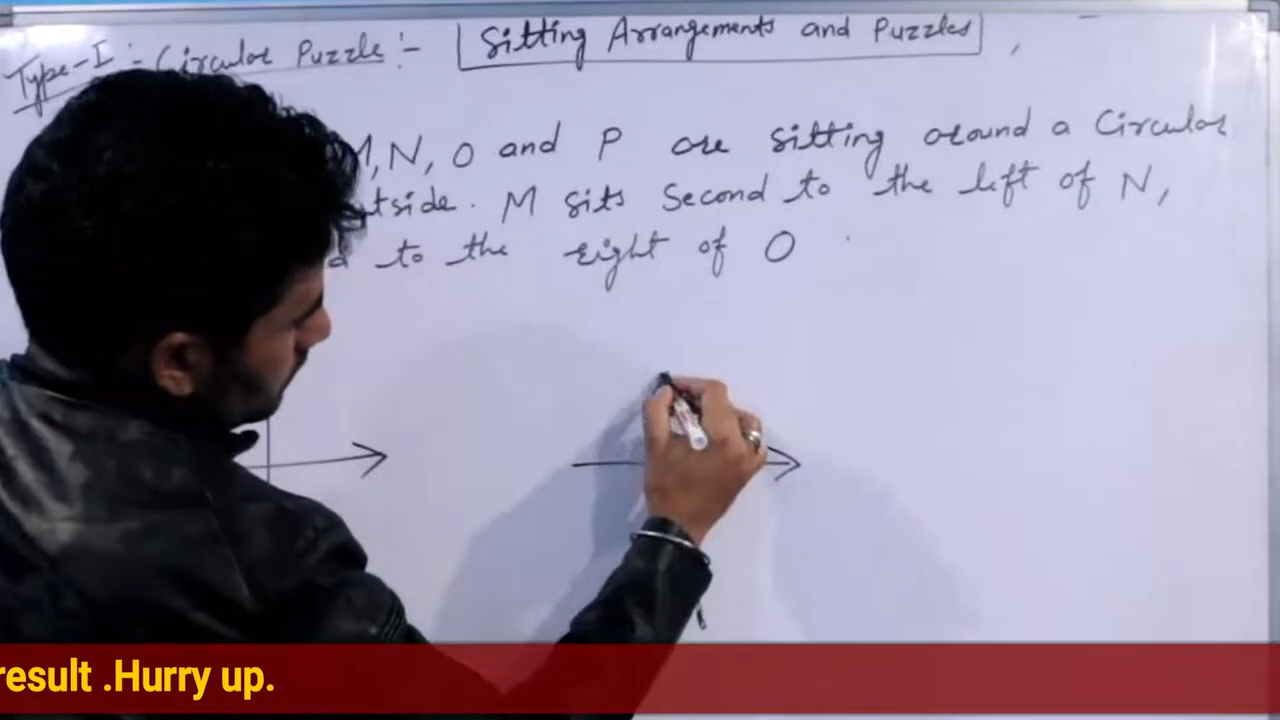 Type-I :- Circular Puzzle :- Sitting Arrangements and Puzzles ,
M, N, O and P are sitting around a Circular
tside. M sits Second to the left of N,
d to the right of O
result .Hurry up.